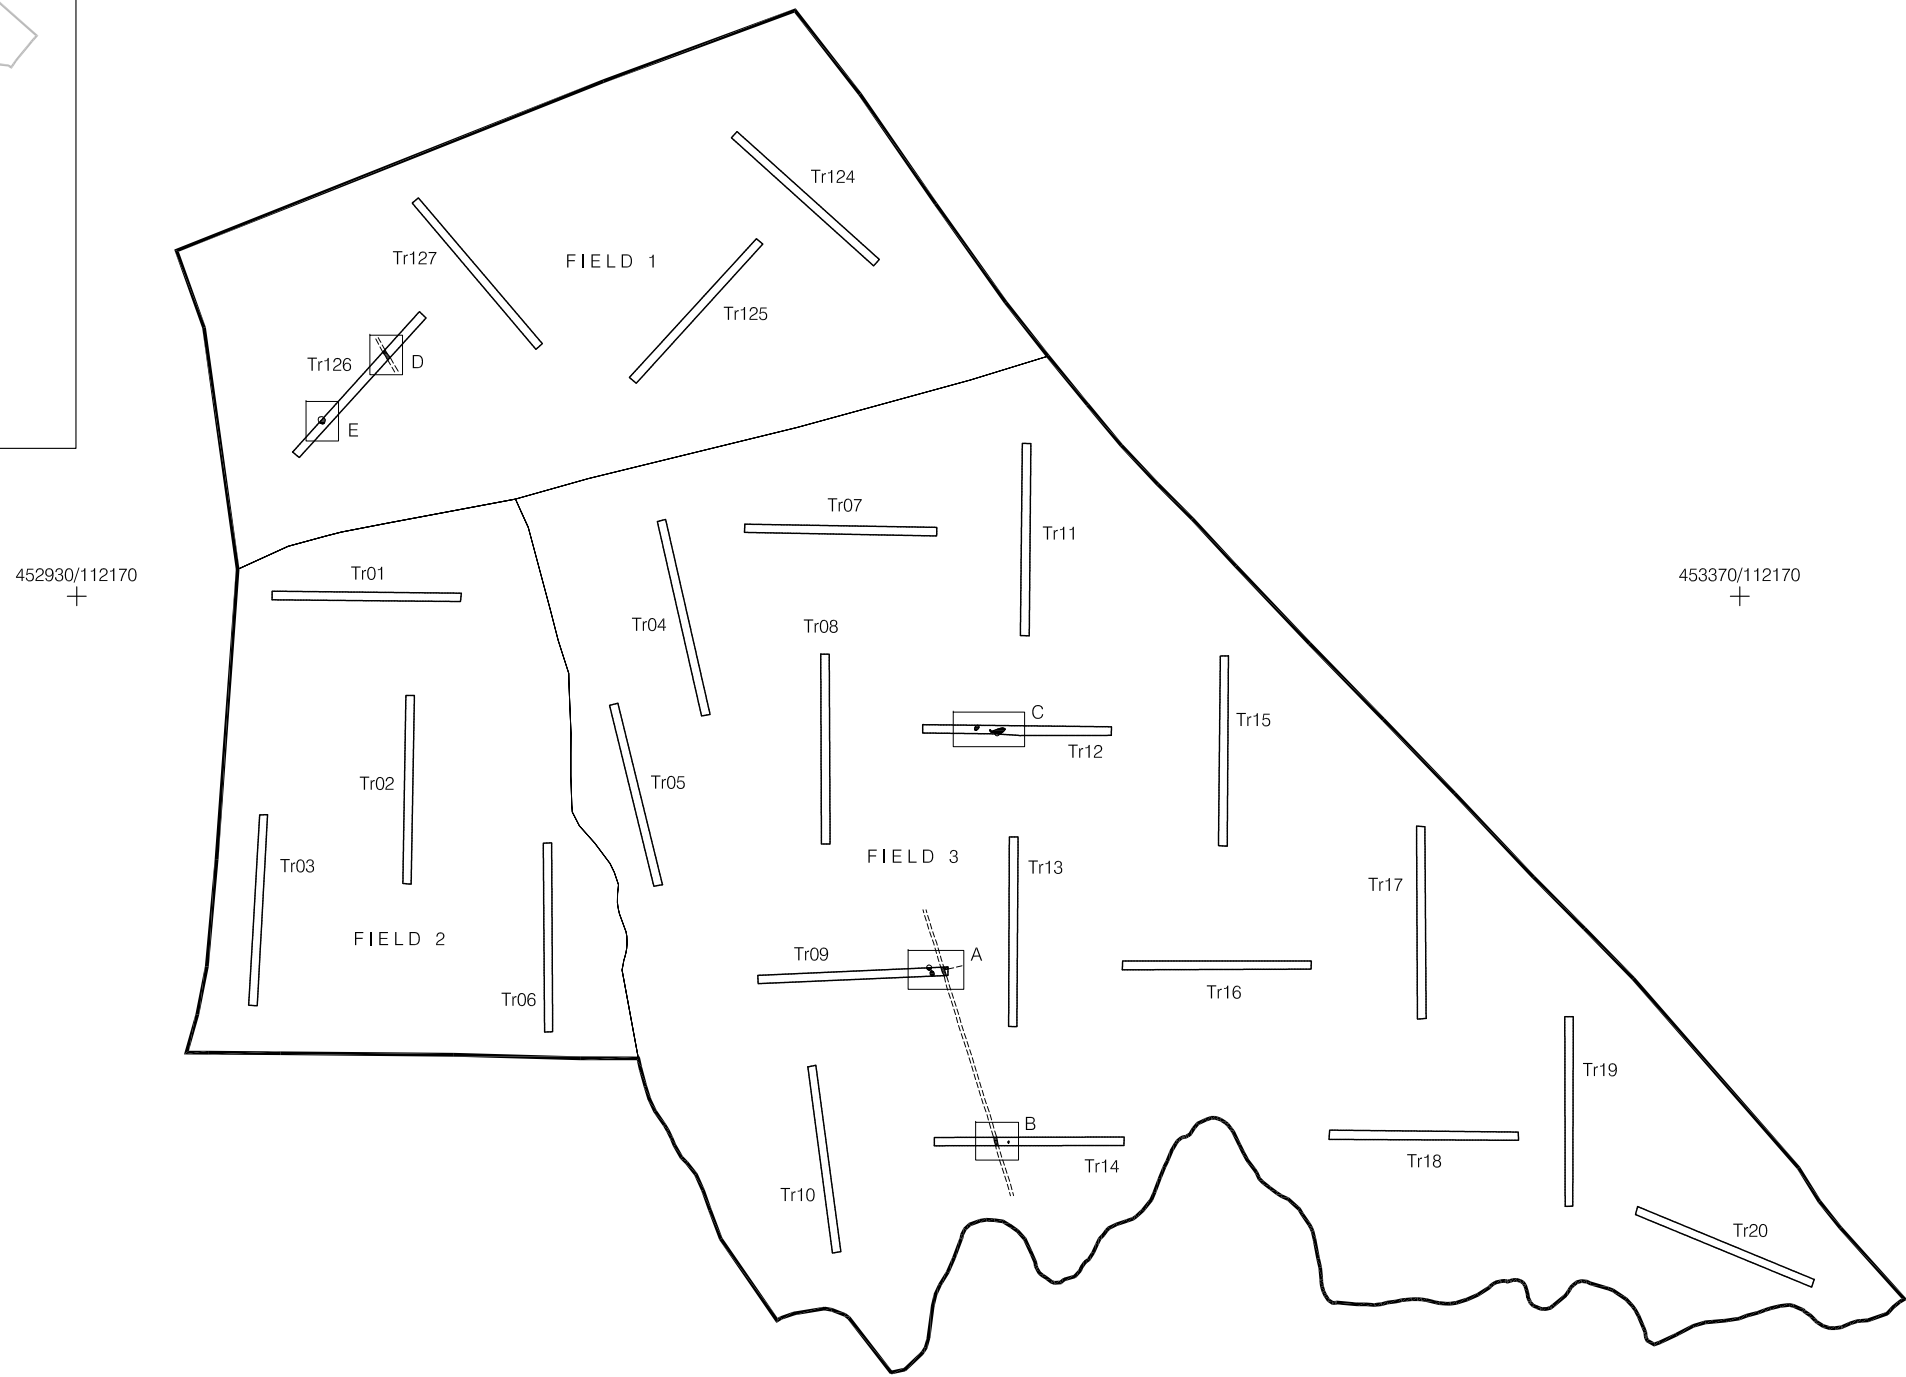 Tr124
Tr127
FIELD 1
Tr125
Tr126
D
E
Tr07
Tr11
452930/112170
Tr01
453370/112170
Tr04
Tr08
C
Tr15
Tr12
Tr02
Tr05
FIELD 3
Tr03
Tr13
Tr17
FIELD 2
Tr09
A
Tr06
Tr16
Tr19
B
Tr14
Tr18
Tr10
Tr20